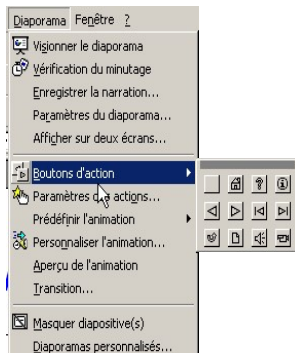 Diaporama Fenêtre ?
Visionner le diaporama
Vérification du minutage
Enregistrer la narration...
Paramètres du diaporama...
Afficher sur deux écrans...
Boutons d'action
Paramètres des actions...
Prédéfinir l'animation
Personnaliser l'animation...
Aperçu de l'animation
Transition...
Masquer diapositive(s)
Diaporamas personnalisés...